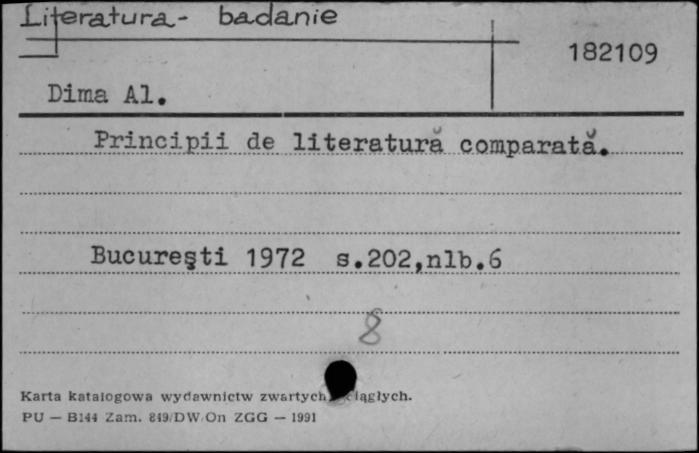 Literatura - badanie
182109
Dima Al.
Principii de literatură comparată.
Bucureşti 1972 s.202,nlb.6
8
Karta katalogowa wydawnictw zwartych ciągłych.
PU — B144 Zam. 849/DW/On ZGG — 1991